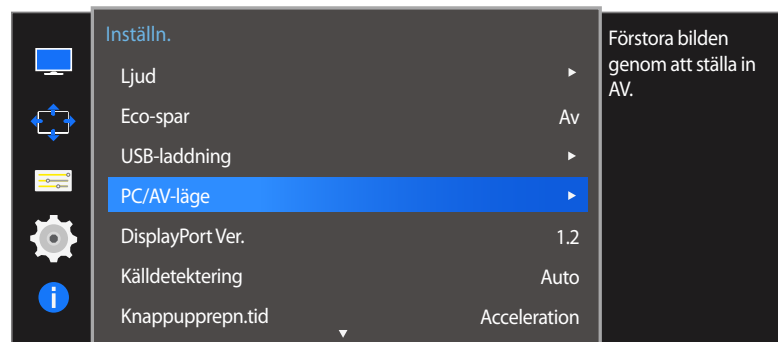 Inställn.
Ljud
Eco-spar Av
USB-laddning
PC/AV-läge
DisplayPort Ver. 1.2
Källdetektering Auto
Knappupprepn.tid Acceleration
Förstora bilden
genom att ställa in
AV.